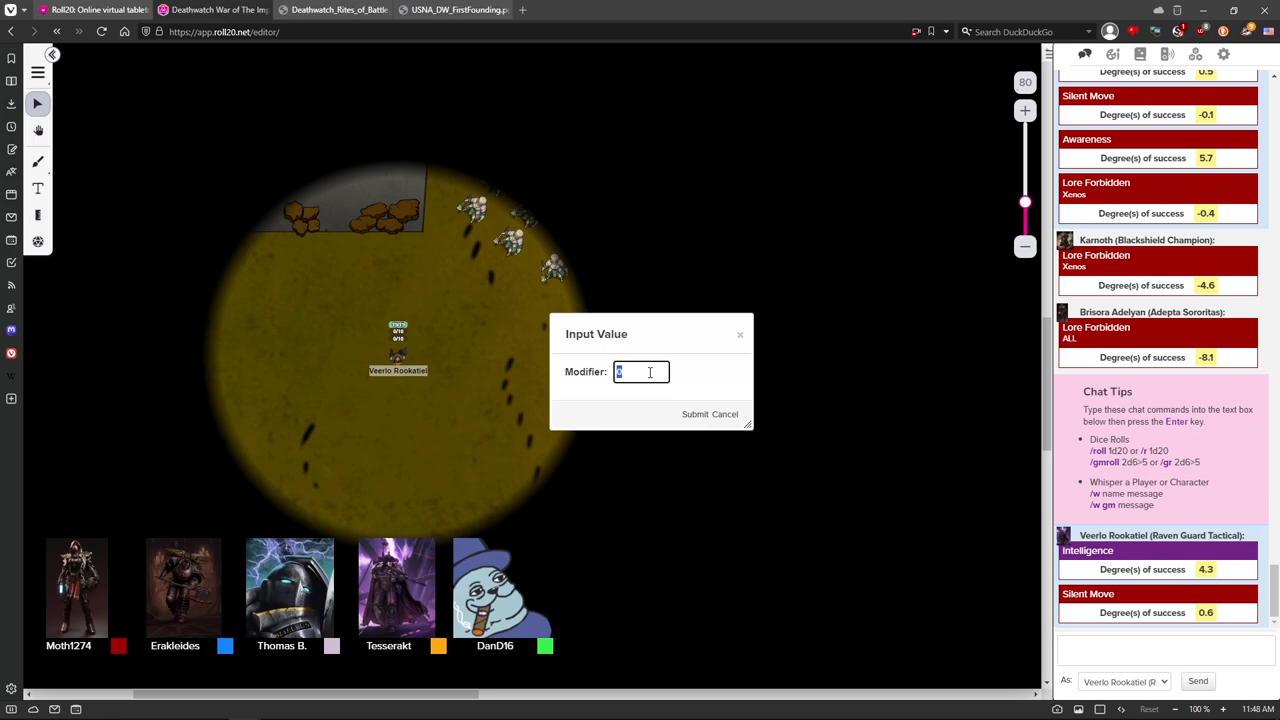 Roll20: Online virtual tablet
Deathwatch War of The Imp
Deathwatch_Rites_of_Battle
USNA_DW_FirstFounding.p
https://app.roll20.net/editor/
Search DuckDuckGo
80
0.5
Degree(s) of success
Silent Move
Degree(s) of success -0.1
Awareness
Degree(s) of success 5.7
Lore Forbidden
Xenos
Degree(s) of success -0.4
Karnoth (Blackshield Champion):
Lore Forbidden
Xenos
Degree(s) of success -4.6
Brisora Adelyan (Adepta Sororitas):
Lore Forbidden
ALL
Degree(s) of success -8.1
Chat Tips
Type these chat commands into the text box
below then press the Enter key.
Dice Rolls
/roll 1d20 or /r 1d20
/gmroll 2d6>5 or /gr 2d6>5
Whisper a Player or Character
/w name message
/w gm message
Veerlo Rookatiel (Raven Guard Tactical):
Intelligence
Degree(s) of success 4.3
Silent Move
Degree(s) of success 0.6
As: Veerlo Rookatiel (R
Send
Input Value
Modifier: 0
Submit Cancel
0/10
0/10
Veerlo Rookatiel
Moth1274
Erakleides
Thomas B.
Tesserakt
DanD16
Reset
100 %
11:48 AM